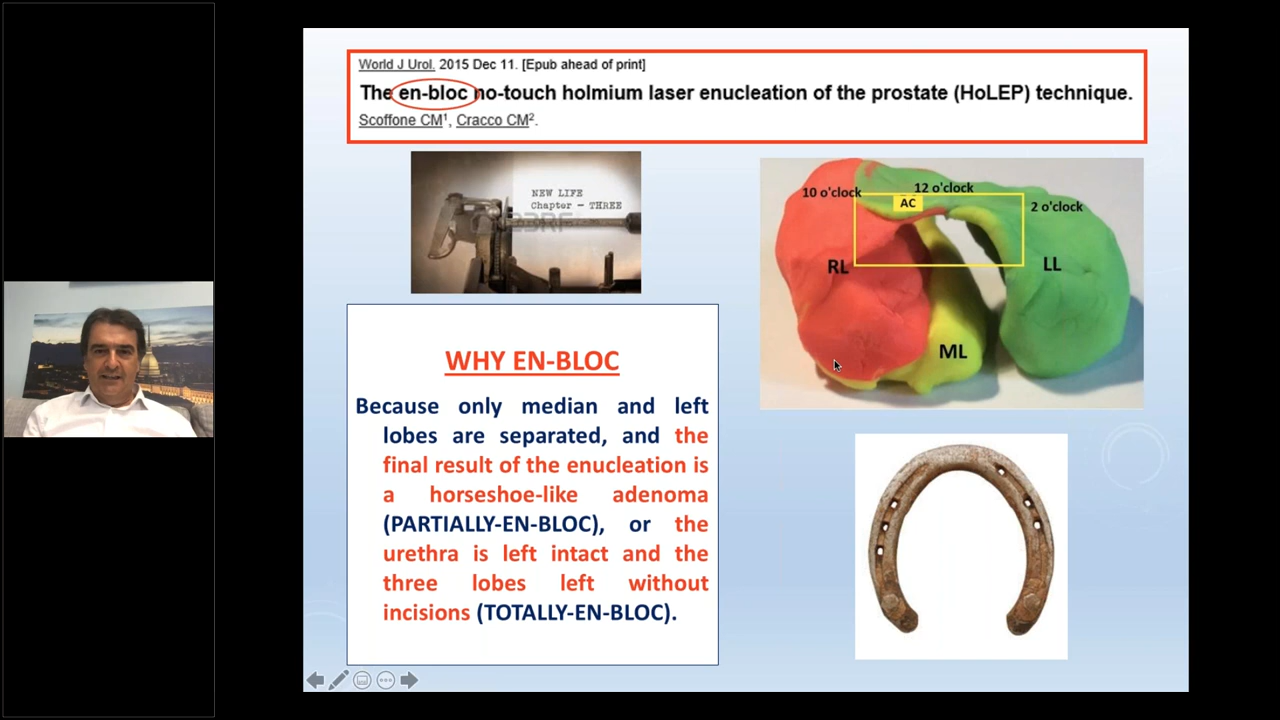 World J Urol. 2015 Dec 11. [Epub ahead of print]
The en-bloc no-touch holmium laser enucleation of the prostate (HoLEP) technique.
Scoffone CM1, Cracco CM2.
NEW LIFE
Chapter - THREE
10 o'clock
12 o'clock
AC
2 o'clock
RL
LL
ML
WHY EN-BLOC
Because only median and left
lobes are separated, and the
final result of the enucleation is
a horseshoe-like adenoma
(PARTIALLY-EN-BLOC), or the
urethra is left intact and the
three lobes left without
incisions (TOTALLY-EN-BLOC).